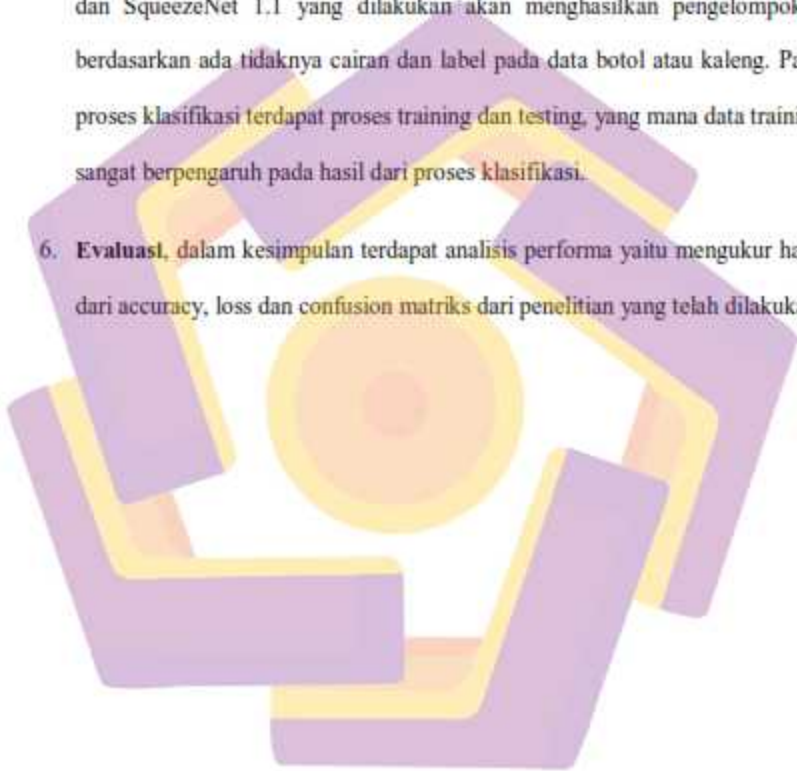 dan SqueezeNet 1.1 yang dilakukan akan menghasilkan pengelompok
berdasarkan ada tidaknya cairan dan label pada data botol atau kaleng. Pa
proses klasifikasi terdapat proses training dan testing, yang mana data traini
sangat berpengaruh pada hasil dari proses klasifikasi.
6. Evaluasi, dalam kesimpulan terdapat analisis performa yaitu mengukur ha
dari accuracy, loss dan confusion matriks dari penelitian yang telah dilakuk